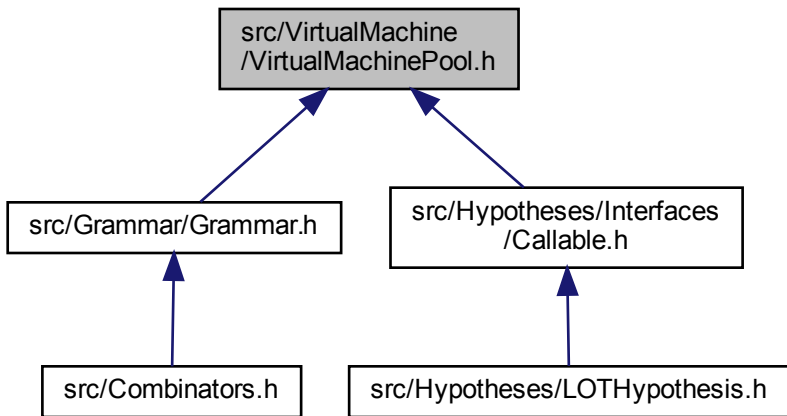 src/VirtualMachine
/VirtualMachinePool.h
src/Grammar/Grammar.h
src/Hypotheses/Interfaces
/Callable.h
src/Combinators.h
src/Hypotheses/LOTHypothesis.h